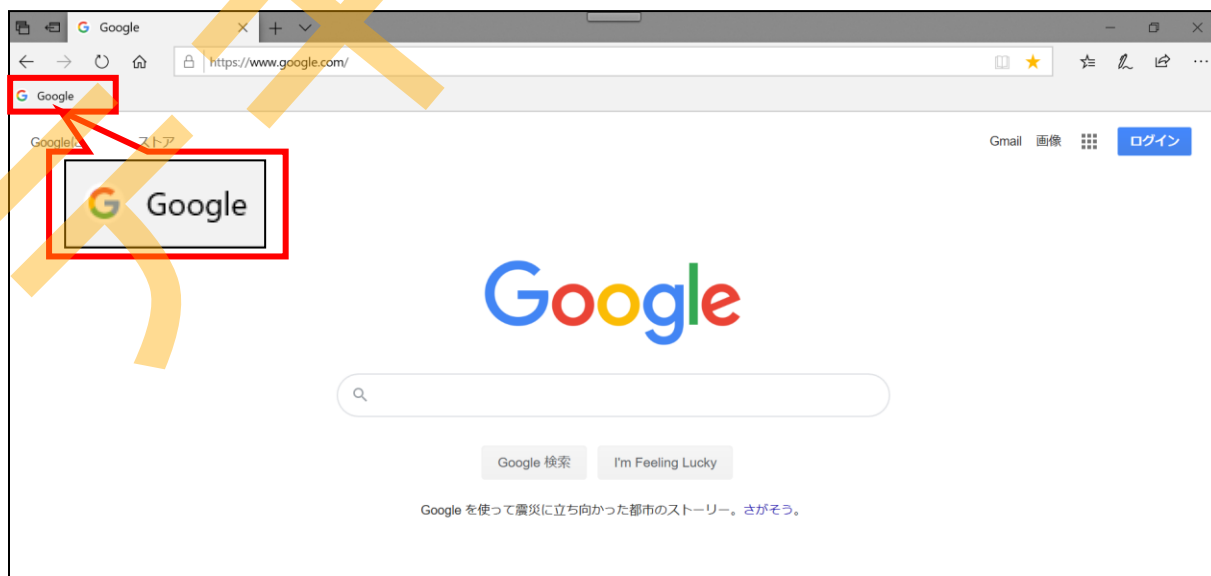 Google
https://www.google.com/
Google
ストア
Gmail 画像 ログイン
Google
Google
Google 検索 I'm Feeling Lucky
Google を使って震災に立ち向かった都市のストーリー。さがそう。